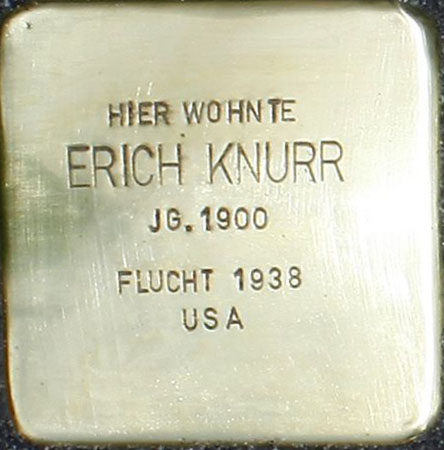 HIER WOHNTE
ERICH KNURR
JG. 1900
FLUCHT 1938
USA